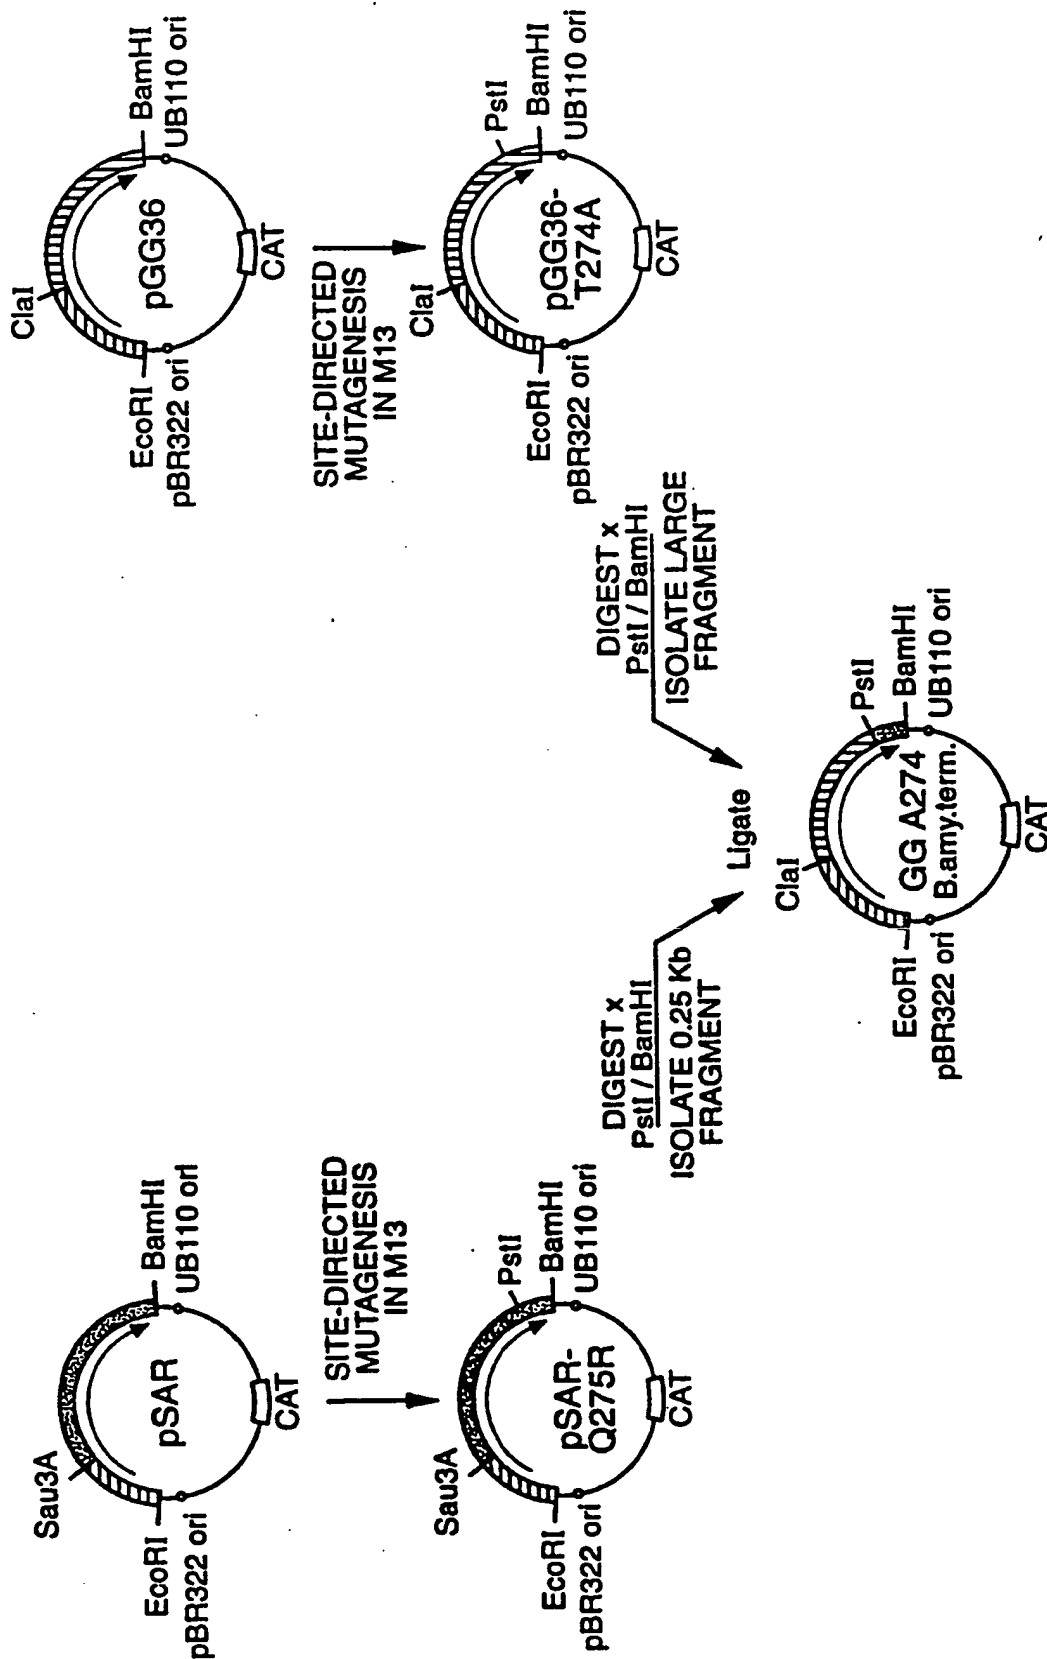 Sau3A
BamHI
UB110 ori
pSAR
EcoRI
pBR322 ori
CAT
SITE-DIRECTED
MUTAGENESIS
IN M13
Sau3A
PstI
BamHI
UB110 ori
pSAR-
Q275R
EcoRI
pBR322 ori
CAT
ClaI
BamHI
UB110 ori
pGG36
EcoRI
pBR322 ori
CAT
SITE-DIRECTED
MUTAGENESIS
IN M13
ClaI
PstI
BamHI
UB110 ori
pGG36-
T274A
EcoRI
pBR322 ori
CAT
DIGEST x
PstI / BamHI
ISOLATE 0.25 Kb
FRAGMENT
DIGEST x
PstI / BamHI
ISOLATE LARGE
FRAGMENT
Ligate
ClaI
PstI
BamHI
UB110 ori
GG A274
B.amy.term.
EcoRI
pBR322 ori
CAT